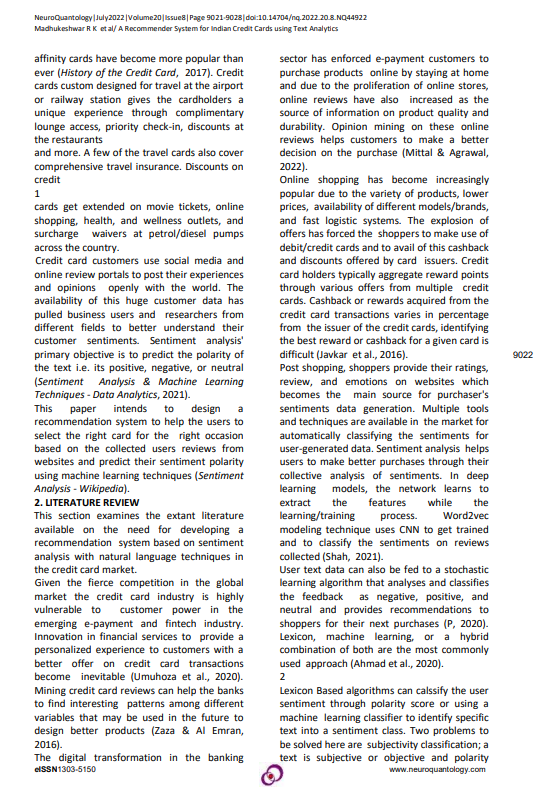 NeuroQuantology|July2022|Volume20|Issue8|Page 9021-9028|doi:10.14704/nq.2022.20.8.NQ44922
Madhukeshwar R K et al/ A Recommender System for Indian Credit Cards using Text Analytics
affinity cards have become more popular than
ever (History of the Credit Card, 2017). Credit
cards custom designed for travel at the airport
or railway station gives the cardholders a
unique experience through complimentary
lounge access, priority check-in, discounts at
the restaurants
and more. A few of the travel cards also cover
comprehensive travel insurance. Discounts on
credit
1
cards get extended on movie tickets, online
shopping, health, and wellness outlets, and
surcharge waivers at petrol/diesel pumps
across the country.
Credit card customers use social media and
online review portals to post their experiences
and opinions openly with the world. The
availability of this huge customer data has
pulled business users and researchers from
different fields to better understand their
customer sentiments. Sentiment analysis'
primary objective is to predict the polarity of
the text i.e. its positive, negative, or neutral
(Sentiment Analysis & Machine Learning
Techniques - Data Analytics, 2021).
This paper intends to design a
recommendation system to help the users to
select the right card for the right occasion
based on the collected users reviews from
websites and predict their sentiment polarity
using machine learning techniques (Sentiment
Analysis - Wikipedia).
2. LITERATURE REVIEW
This section examines the extant literature
available on the need for developing a
recommendation system based on sentiment
analysis with natural language techniques in
the credit card market.
Given the fierce competition in the global
market the credit card industry is highly
vulnerable to customer power in the
emerging e-payment and fintech industry.
Innovation in financial services to provide a
personalized experience to customers with a
better offer on credit card transactions
become inevitable (Umuhoza et al., 2020).
Mining credit card reviews can help the banks
to find interesting patterns among different
variables that may be used in the future to
design better products (Zaza & Al Emran,
2016).
The digital transformation in the banking
sector has enforced e-payment customers to
purchase products online by staying at home
and due to the proliferation of online stores,
online reviews have also increased as the
source of information on product quality and
durability. Opinion mining on these online
reviews helps customers to make a better
decision on the purchase (Mittal & Agrawal,
2022).
Online shopping has become increasingly
popular due to the variety of products, lower
prices, availability of different models/brands,
and fast logistic systems. The explosion of
offers has forced the shoppers to make use of
debit/credit cards and to avail of this cashback
and discounts offered by card issuers. Credit
card holders typically aggregate reward points
through various offers from multiple credit
cards. Cashback or rewards acquired from the
card transactions varies in percentage
from the issuer of the credit cards, identifying
the best reward or cashback for a given card is
difficult (Javkar et al., 2016).
Post shopping, shoppers provide their ratings,
review, and emotions on websites which
becomes the main source for purchaser's
sentiments data generation. Multiple tools
and techniques are available in the market for
automatically classifying the sentiments for
user-generated data. Sentiment analysis helps
users to make better purchases through their
collective analysis of sentiments. In deep
learning models, the network learns to
extract the features while the
learning/training process. Word2vec
modeling technique uses CNN to get trained
and to classify the sentiments on reviews
collected (Shah, 2021).
User text data can also be fed to a stochastic
learning algorithm that analyses and classifies
the feedback as negative, positive, and
neutral and provides recommendations to
shoppers for their next purchases (P, 2020).
Lexicon, machine learning, or a hybrid
combination of both are the most commonly
used approach (Ahmad et al., 2020).
2
Lexicon Based algorithms can calssify the user
sentiment through polarity score or using a
machine learning classifier to identify specific
text into a sentiment class. Two problems to
be solved here are subjectivity classification; a
text is subjective or objective and polarity
9022
eISSN1303-5150
www.neuroquantology.com